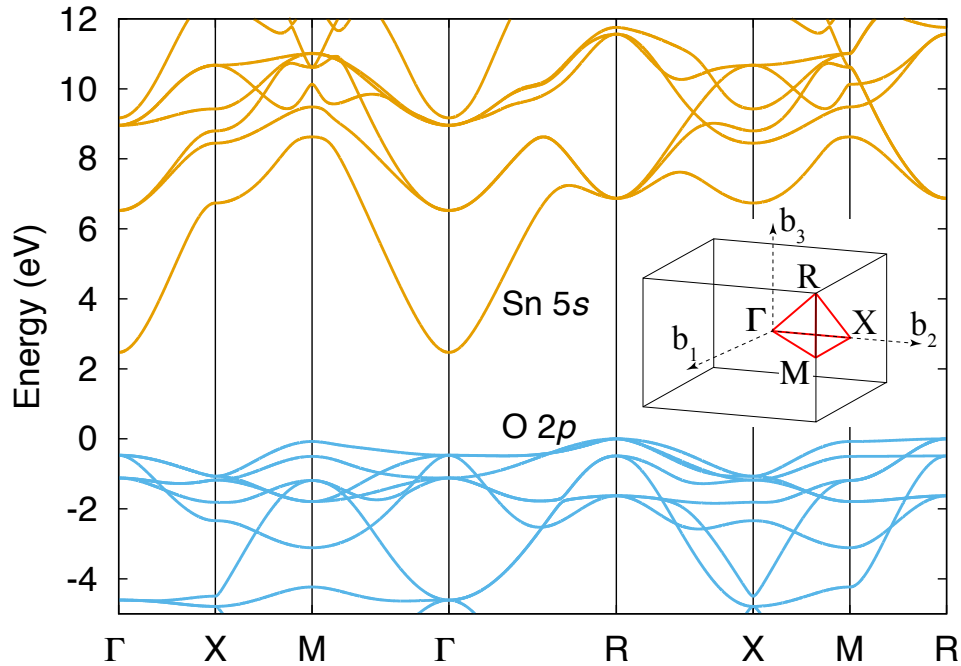 12
10
8
6
4
2
0
-2
-4
Energy (eV)
Sn 5s
O 2p
b3
R
Γ
X
b2
b1
M
Γ X M Γ R X M R